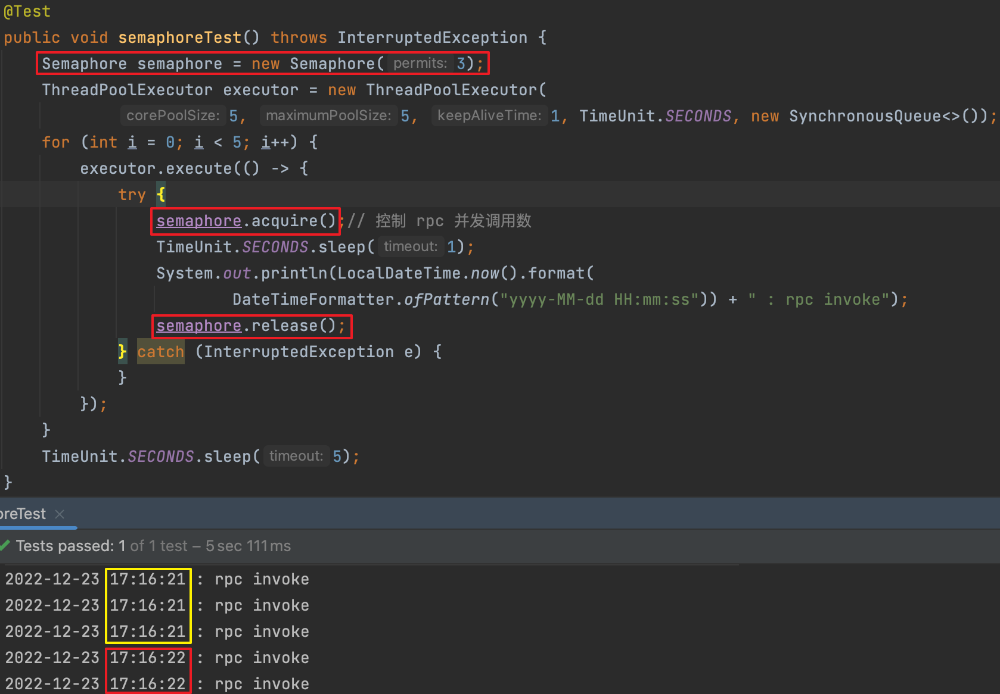 @Test
public void semaphoreTest() throws InterruptedException {
Semaphore semaphore = new Semaphore( permits: 3);
ThreadPoolExecutor executor = new ThreadPoolExecutor(
corePoolSize: 5, maximumPoolSize: 5, keepAliveTime: 1, TimeUnit.SECONDS, new SynchronousQueue<>());
for (int i = 0; i < 5; i++) {
executor.execute(() -> {
try {
semaphore.acquire();// 控制 rpc 并发调用数
TimeUnit.SECONDS.sleep( timeout: 1);
System.out.println(LocalDateTime.now().format(
DateTimeFormatter.ofPattern("yyyy-MM-dd HH:mm:ss")) + " : rpc invoke");
semaphore.release();
} catch (InterruptedException e) {
}
});
}
TimeUnit.SECONDS.sleep( timeout: 5);
}
oreTest ×
Tests passed: 1 of 1 test – 5 sec 111 ms
2022-12-23 17:16:21 : rpc invoke
2022-12-23 17:16:21 : rpc invoke
2022-12-23 17:16:21 : rpc invoke
2022-12-23 17:16:22 : rpc invoke
2022-12-23 17:16:22 : rpc invoke